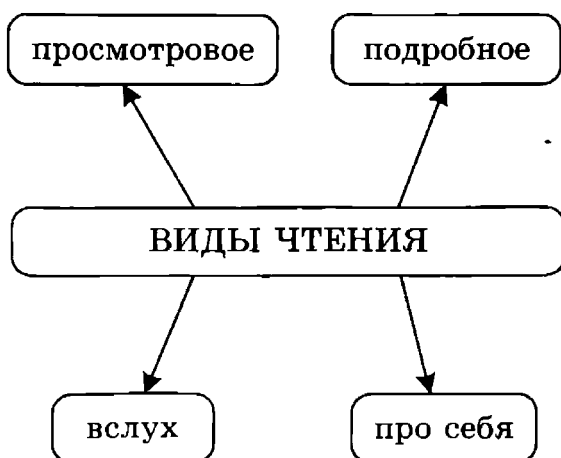 просмотровое
подробное
ВИДЫ ЧТЕНИЯ
вслух
про себя